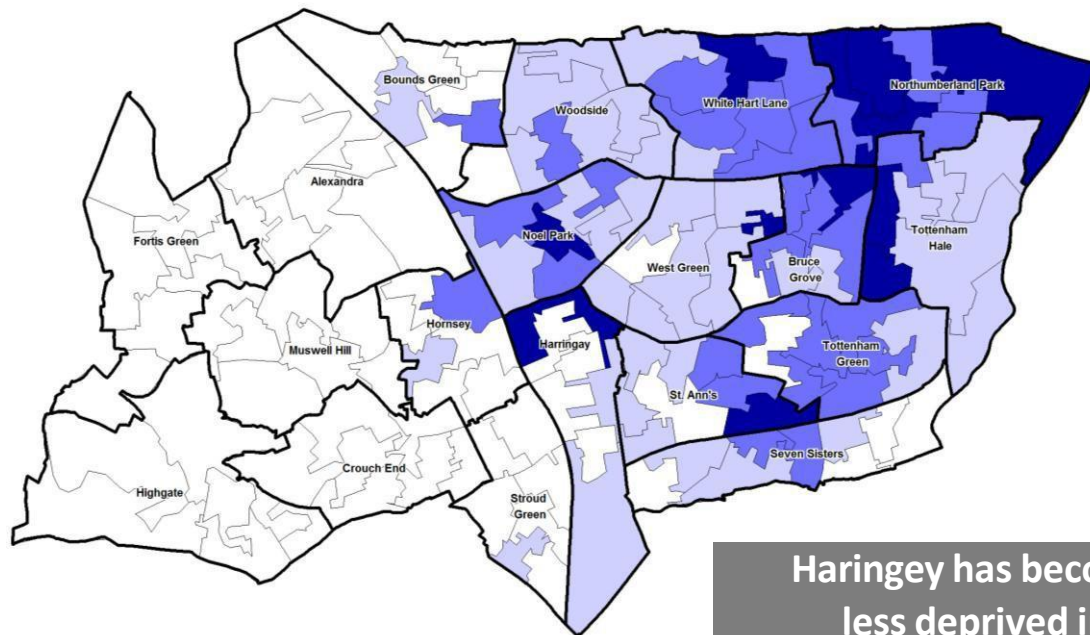 Bounds Green
Woodside
White Hart Lane
Northumberland Park
Alexandra
Fortis Green
Noel Park
West Green
Bruce
Grove
Tottenham
Hale
Hornsey
Muswell Hill
Harringay
Tottenham
Green
St. Ann's
Seven Sisters
Crouch End
Highgate
Stroud
Green
Haringey has beco
less deprived i